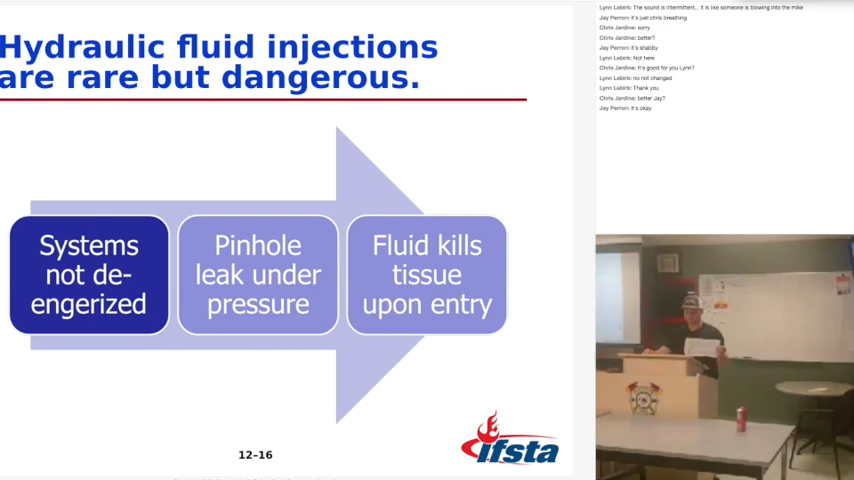 Hydraulic fluid injections
are rare but dangerous.
Systems
not de-
engerized
Pinhole
leak under
pressure
Fluid kills
tissue
upon entry
12–16
ifsta
Lynn Labirk: The sound is intermittent... it is like someone is blowing into the mike
Jay Perron: it's just chris breathing
Chris Jardine: sorry
Chris Jardine: better?
Jay Perron: it's shabby
Lynn Labirk: Not here
Chris Jardine: it's good for you Lynn?
Lynn Labirk: no not changed
Lynn Labirk: Thank you
Chris Jardine: better Jay?
Jay Perron: it's okay